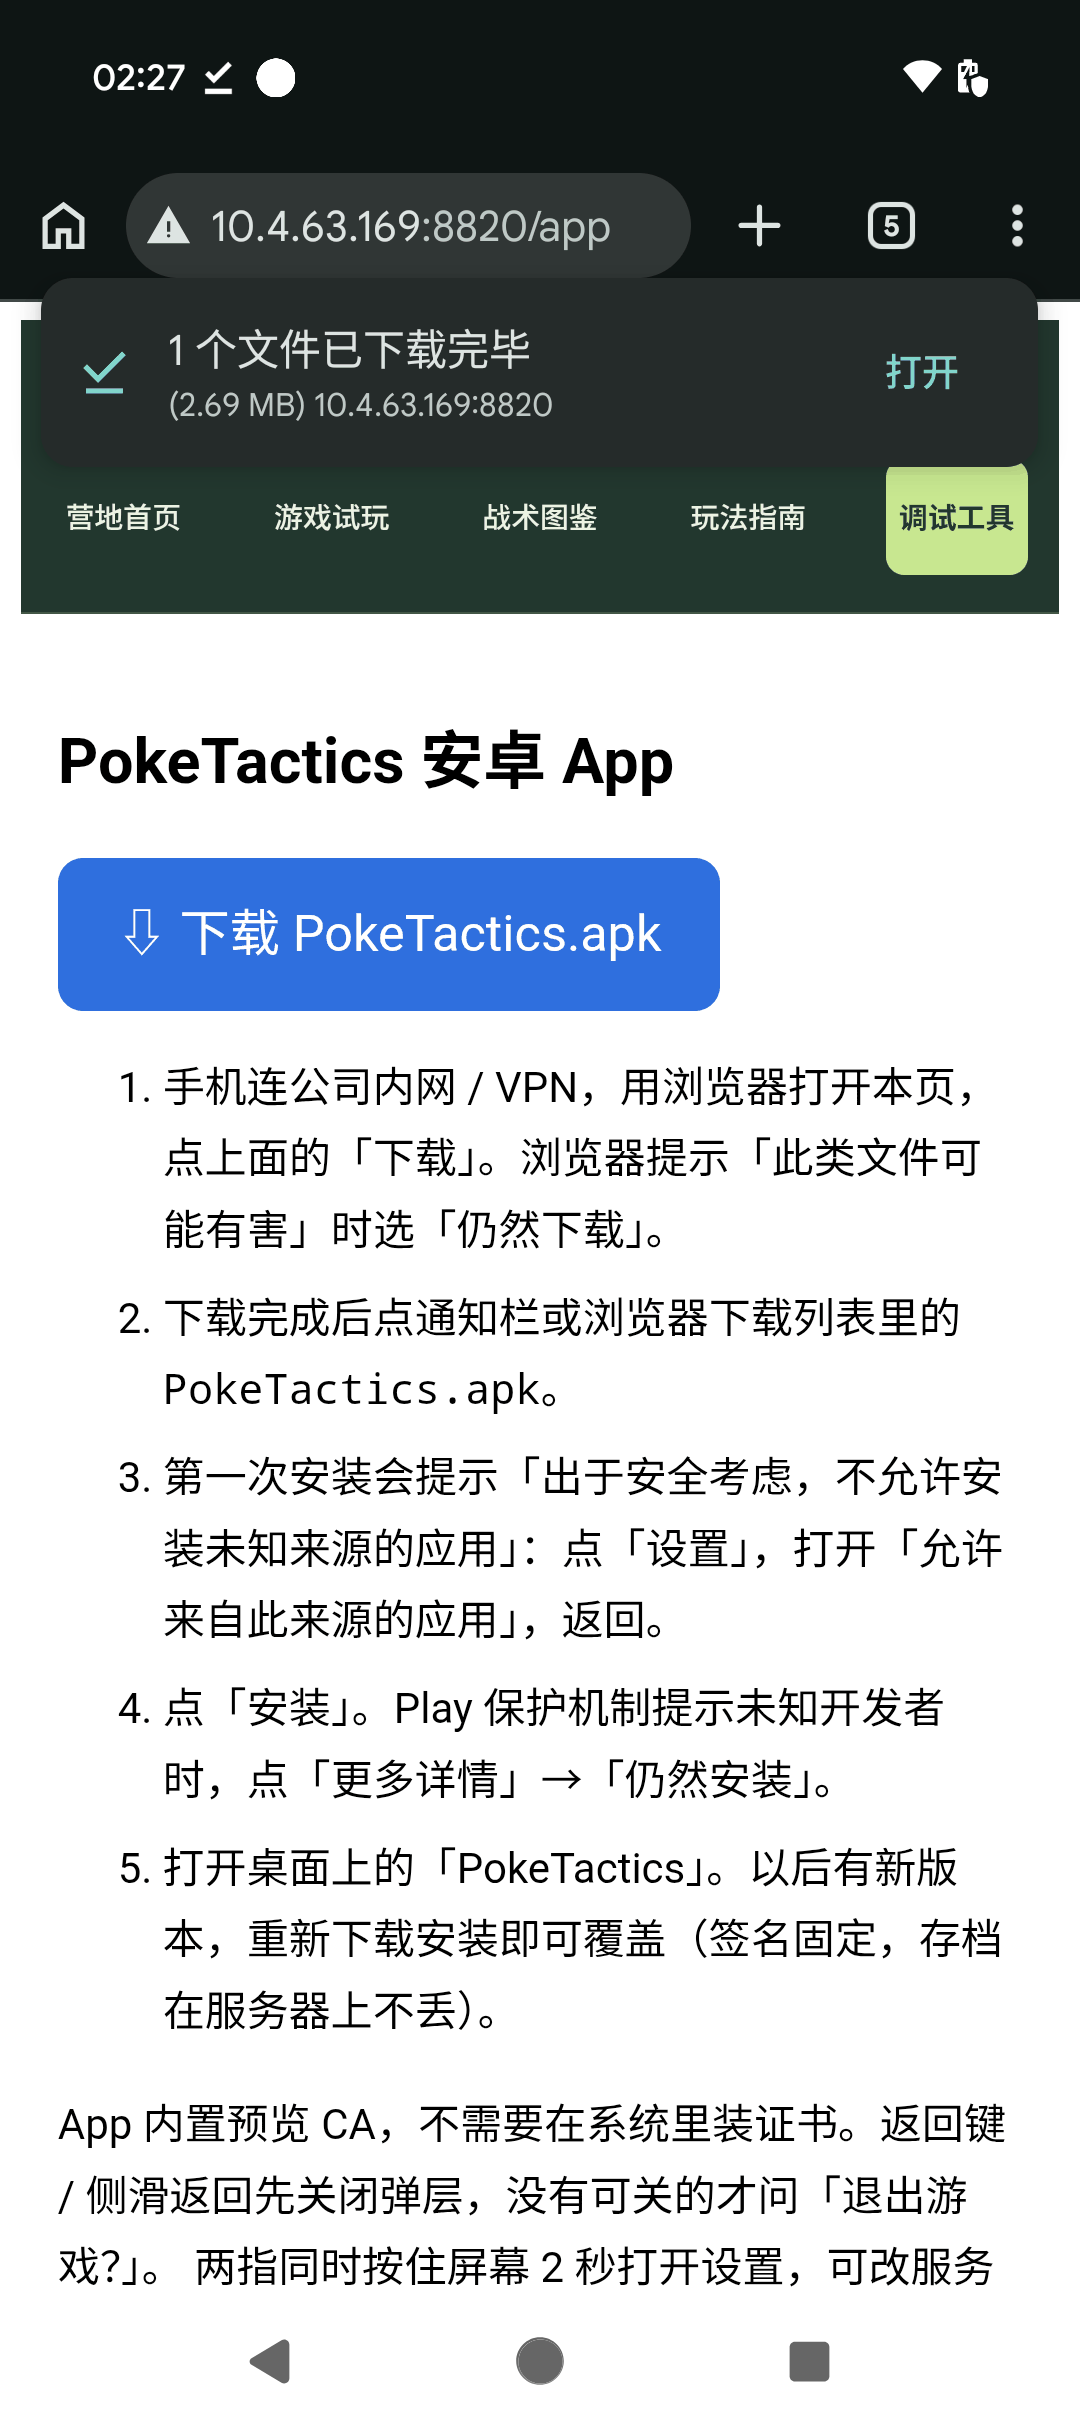 02:27
10.4.63.169:8820/app
5
1 个文件已下载完毕
(2.69 MB) 10.4.63.169:8820
打开
营地首页 游戏试玩 战术图鉴 玩法指南 调试工具
PokeTactics 安卓 App
⇩ 下载 PokeTactics.apk
1. 手机连公司内网 / VPN，用浏览器打开本页，
点上面的「下载」。浏览器提示「此类文件可
能有害」时选「仍然下载」。
2. 下载完成后点通知栏或浏览器下载列表里的
PokeTactics.apk。
3. 第一次安装会提示「出于安全考虑，不允许安
装未知来源的应用」：点「设置」，打开「允许
来自此来源的应用」，返回。
4. 点「安装」。Play 保护机制提示未知开发者
时，点「更多详情」→「仍然安装」。
5. 打开桌面上的「PokeTactics」。以后有新版
本，重新下载安装即可覆盖（签名固定，存档
在服务器上不丢）。
App 内置预览 CA，不需要在系统里装证书。返回键
/ 侧滑返回先关闭弹层，没有可关的才问「退出游
戏？」。 两指同时按住屏幕 2 秒打开设置，可改服务